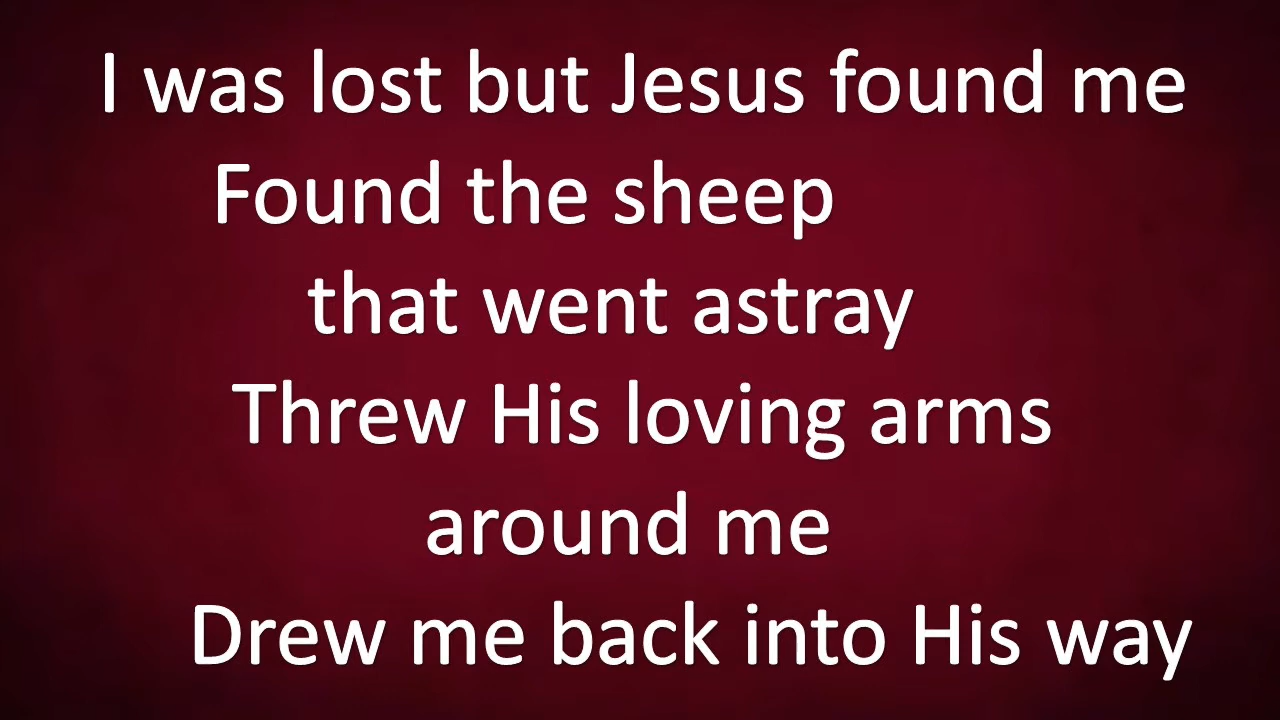 I was lost but Jesus found me
Found the sheep
that went astray
Threw His loving arms
around me
Drew me back into His way